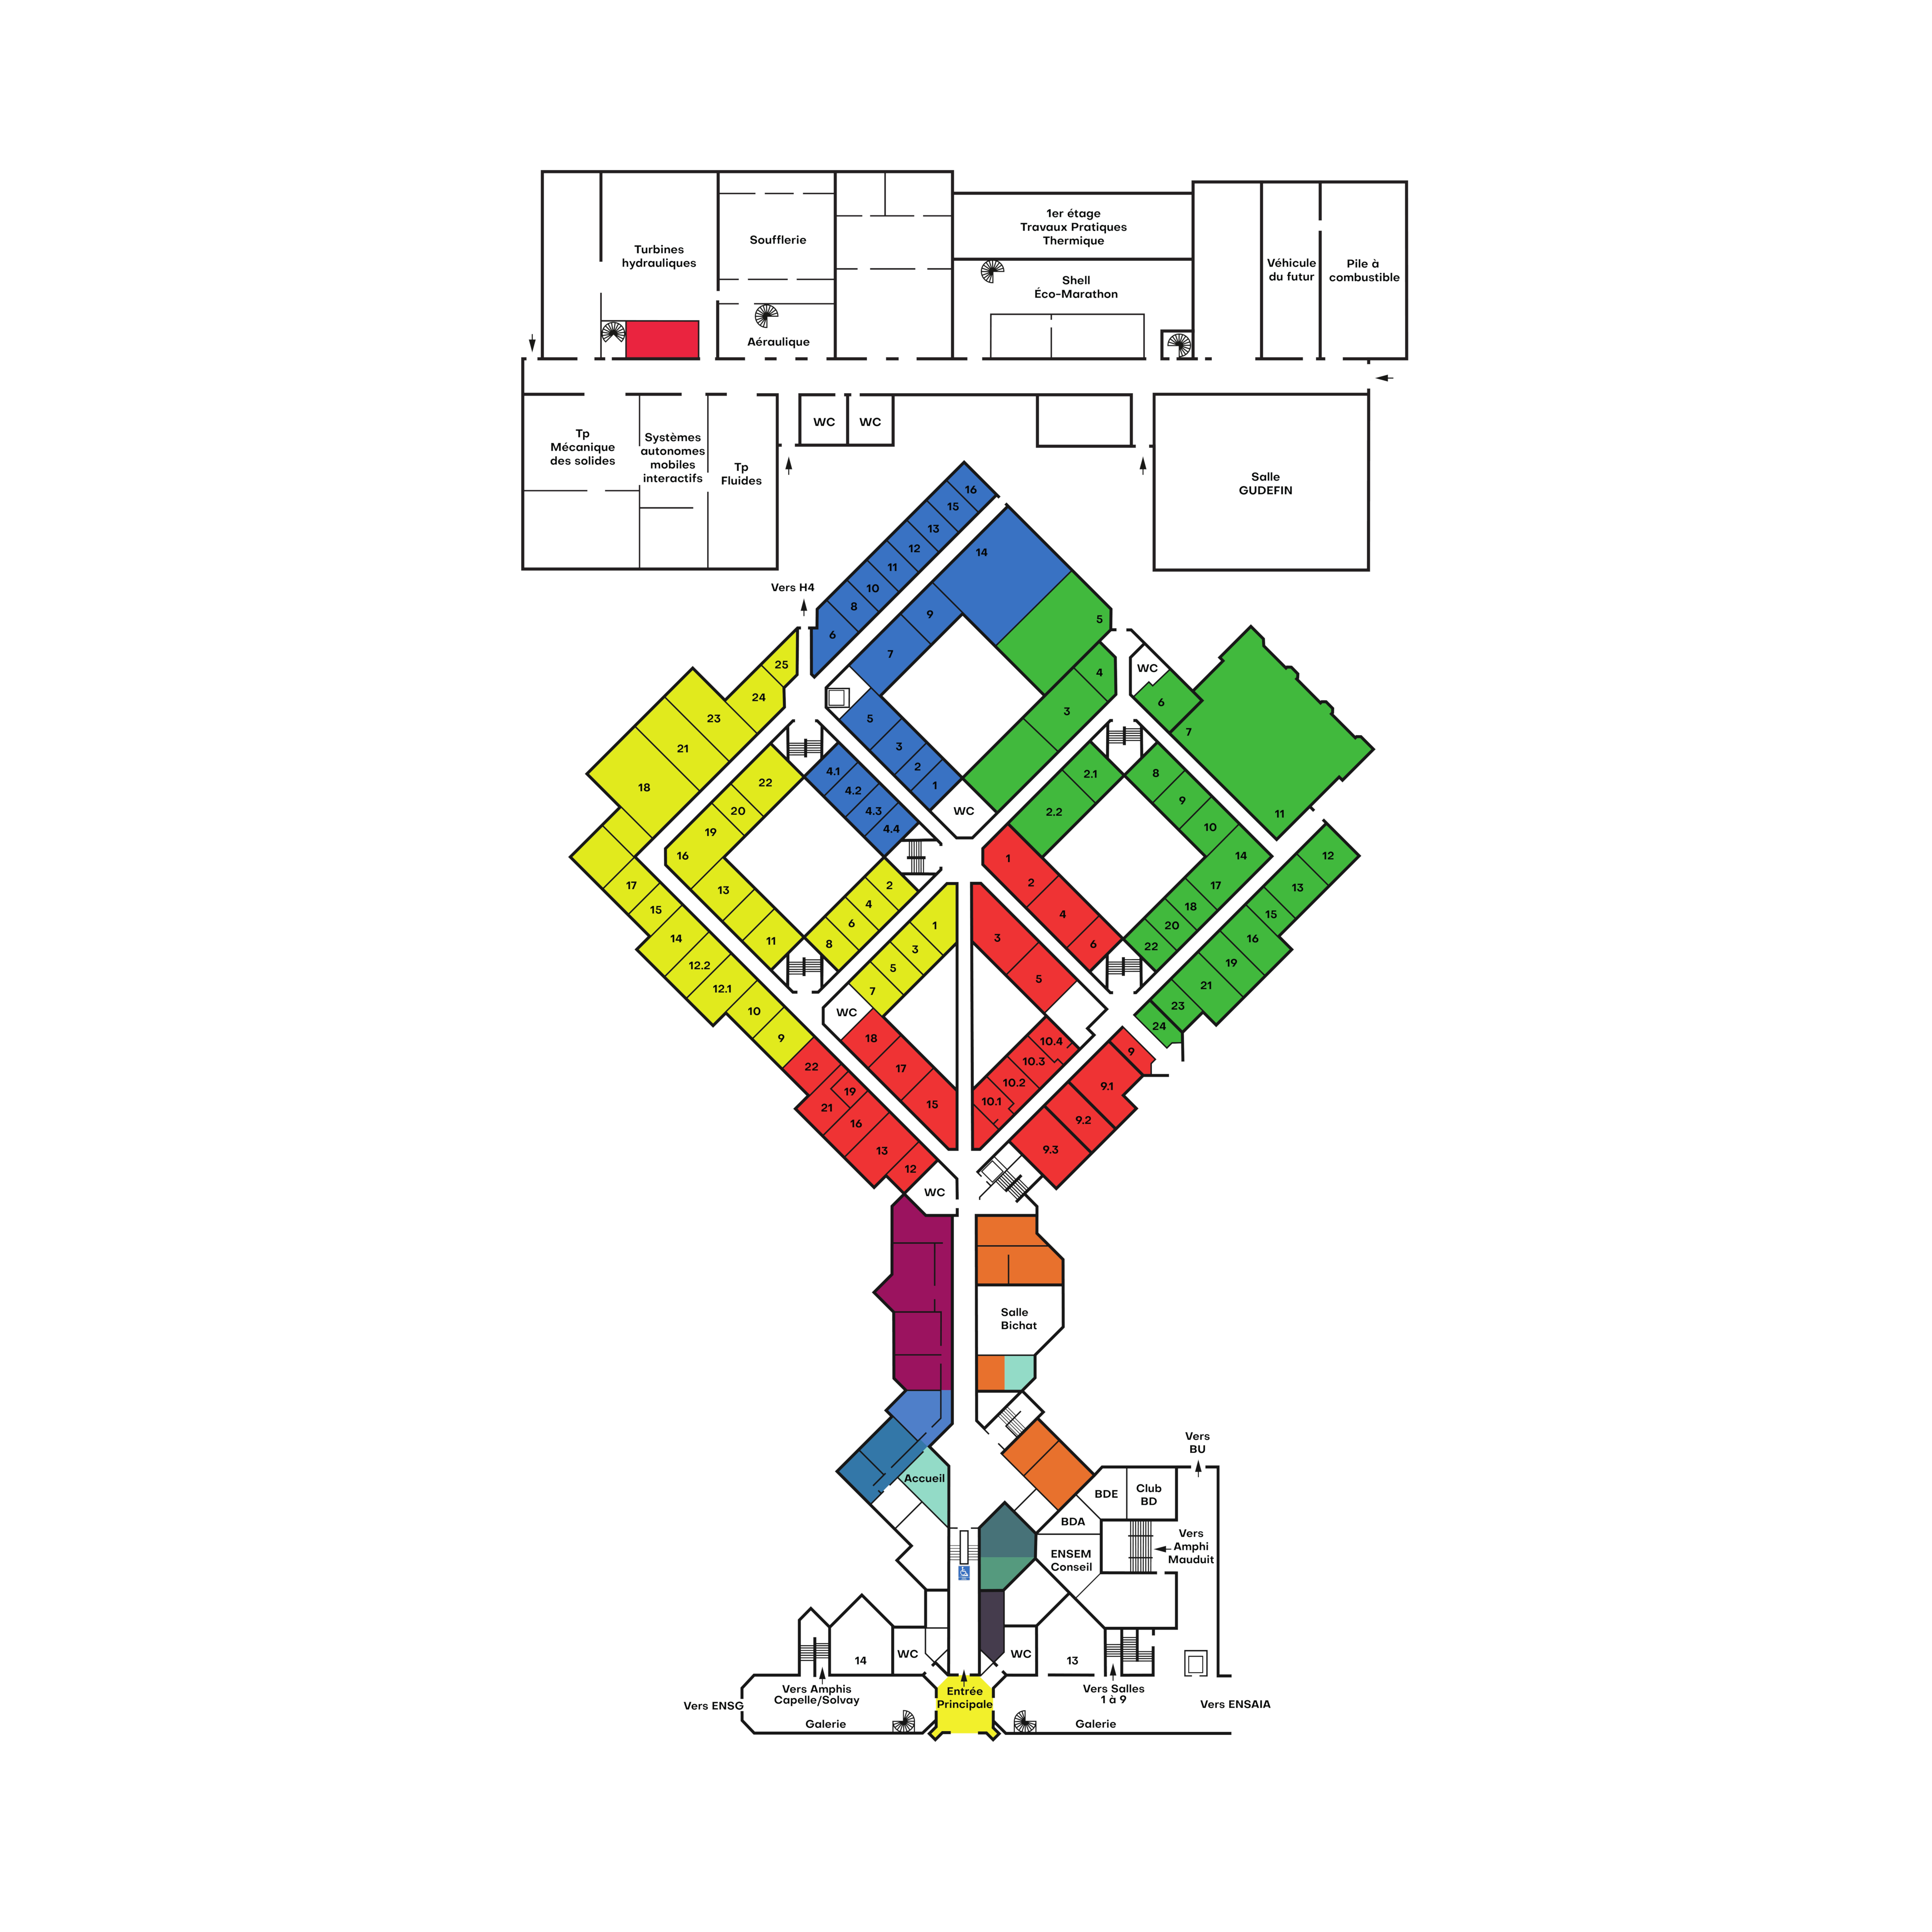 1er étage
Travaux Pratiques
Thermique
Turbines
hydrauliques
Soufflerie
Shell
Éco-Marathon
Véhicule
du futur
Pile à
combustible
Aéraulique
WC
WC
Tp
Mécanique
des solides
Systèmes
autonomes
mobiles
interactifs
Tp
Fluides
Salle
GUDEFIN
16
15
13
12
11
10
8
6
14
9
7
5
3
2
1
4.1
4.2
4.3
4.4
Vers H4
WC
5
4
3
2.1
2.2
WC
6
7
11
8
9
10
14
17
18
20
22
12
13
15
16
19
21
23
24
25
24
23
21
18
22
20
19
16
13
11
17
15
14
12.2
12.1
10
9
2
4
6
8
1
3
5
7
WC
1
2
4
6
3
5
10.4
10.3
10.2
10.1
9
9.1
9.2
9.3
18
17
15
22
19
21
16
13
12
WC
Salle
Bichat
Accueil
Vers
BU
BDE
Club
BD
BDA
ENSEM
Conseil
Vers
Amphi
Mauduit
14
WC
WC
13
Vers Amphis
Capelle/Solvay
Entrée
Principale
Vers Salles
1 à 9
Vers ENSG
Vers ENSAIA
Galerie
Galerie